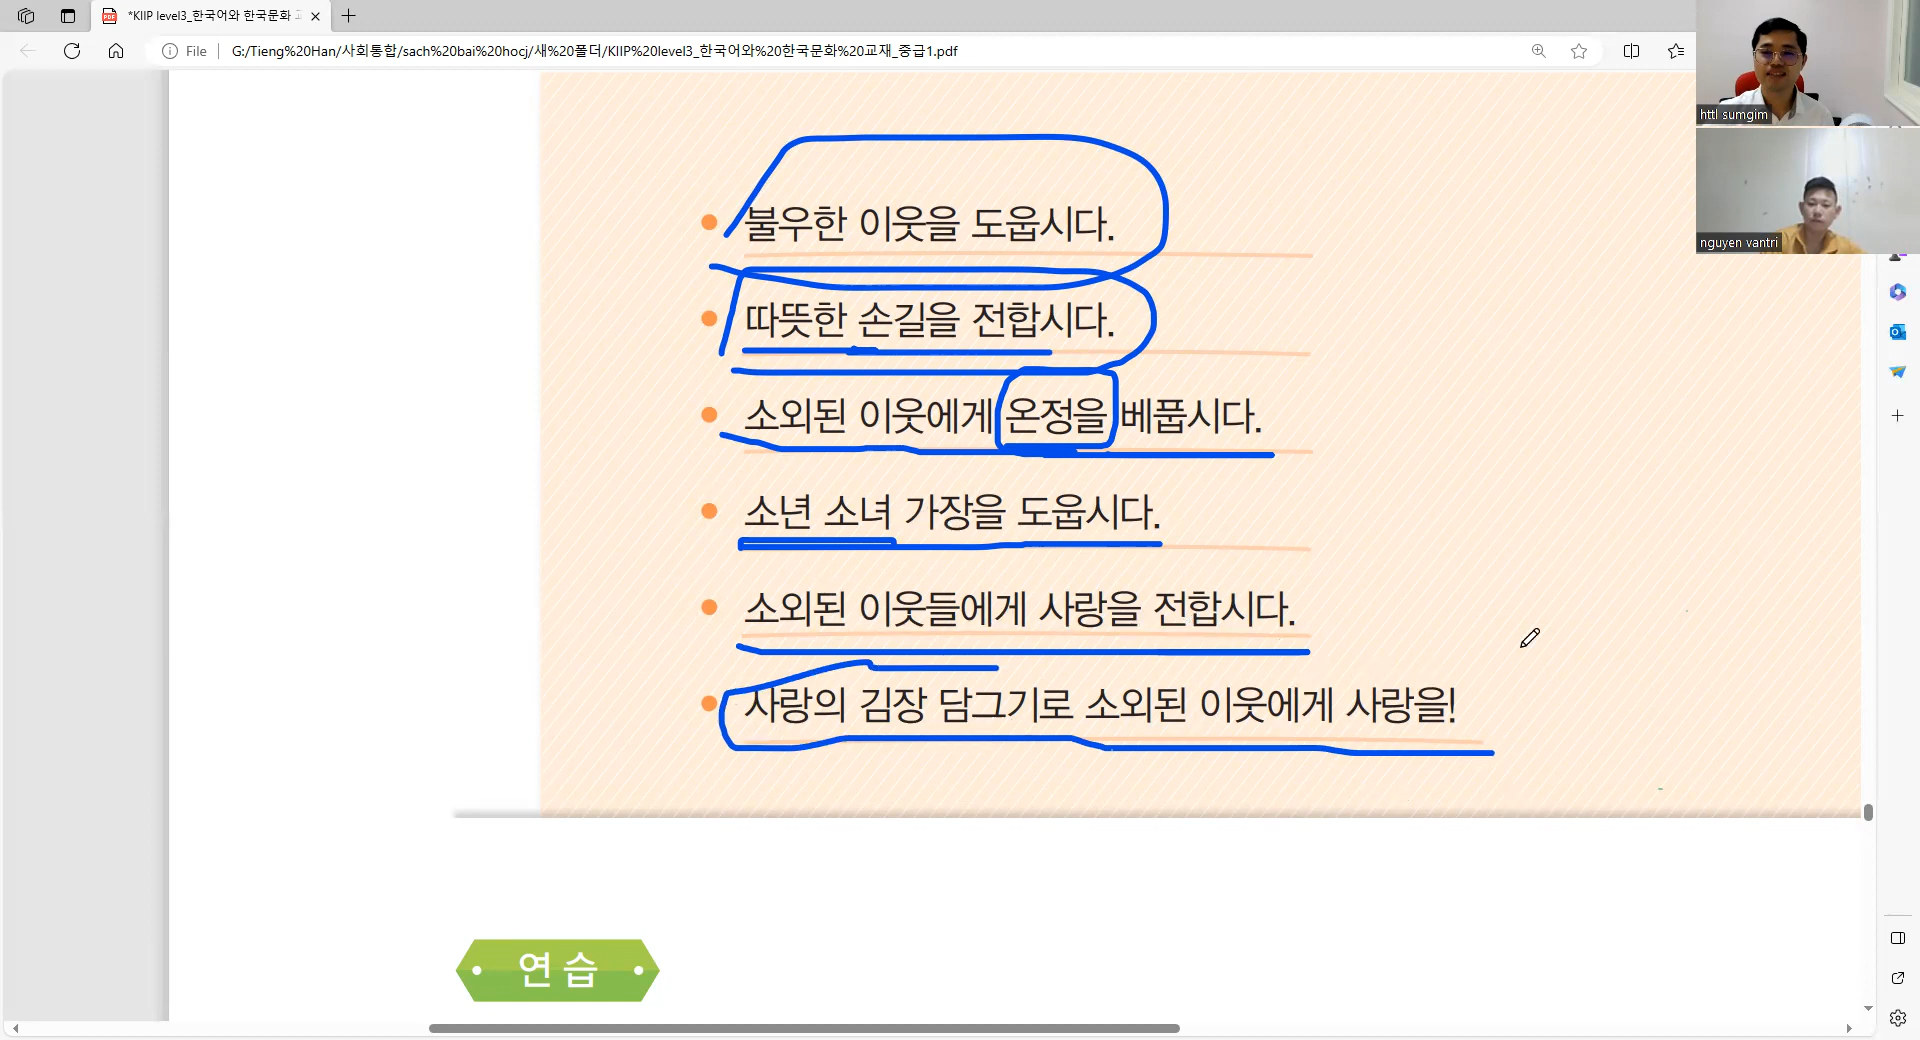 *KIIP level3_한국어와 한국문화
File
G:/Tieng%20Han/사회통합/sach%20bai%20hocj/새%20폴더/KIIP%20level3_한국어와%20한국문화%20교재_중급1.pdf
httl sumgim
nguyen vantri
불우한 이웃을 도웁시다.
따뜻한 손길을 전합시다.
소외된 이웃에게 온정을 베풉시다.
소년 소녀 가장을 도웁시다.
소외된 이웃들에게 사랑을 전합시다.
사랑의 김장 담그기로 소외된 이웃에게 사랑을!
연습